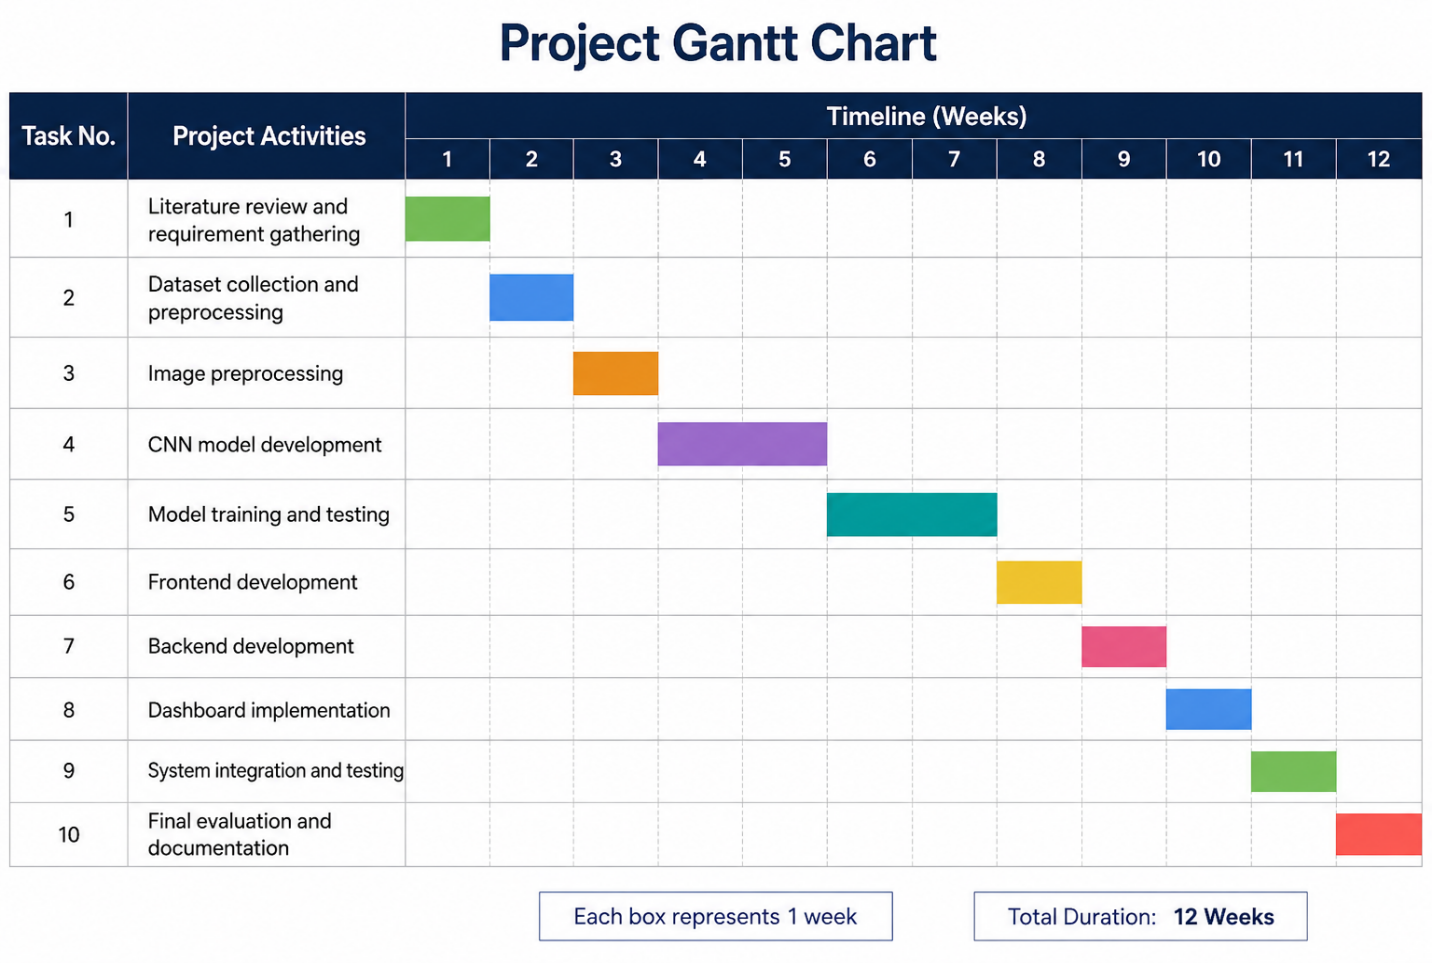 Project Gantt Chart
Task No.
Project Activities
Timeline (Weeks)
1 2 3 4 5 6 7 8 9 10 11 12
1
Literature review and
requirement gathering
2
Dataset collection and
preprocessing
3
Image preprocessing
4
CNN model development
5
Model training and testing
6
Frontend development
7
Backend development
8
Dashboard implementation
9
System integration and testing
10
Final evaluation and
documentation
Each box represents 1 week
Total Duration: 12 Weeks